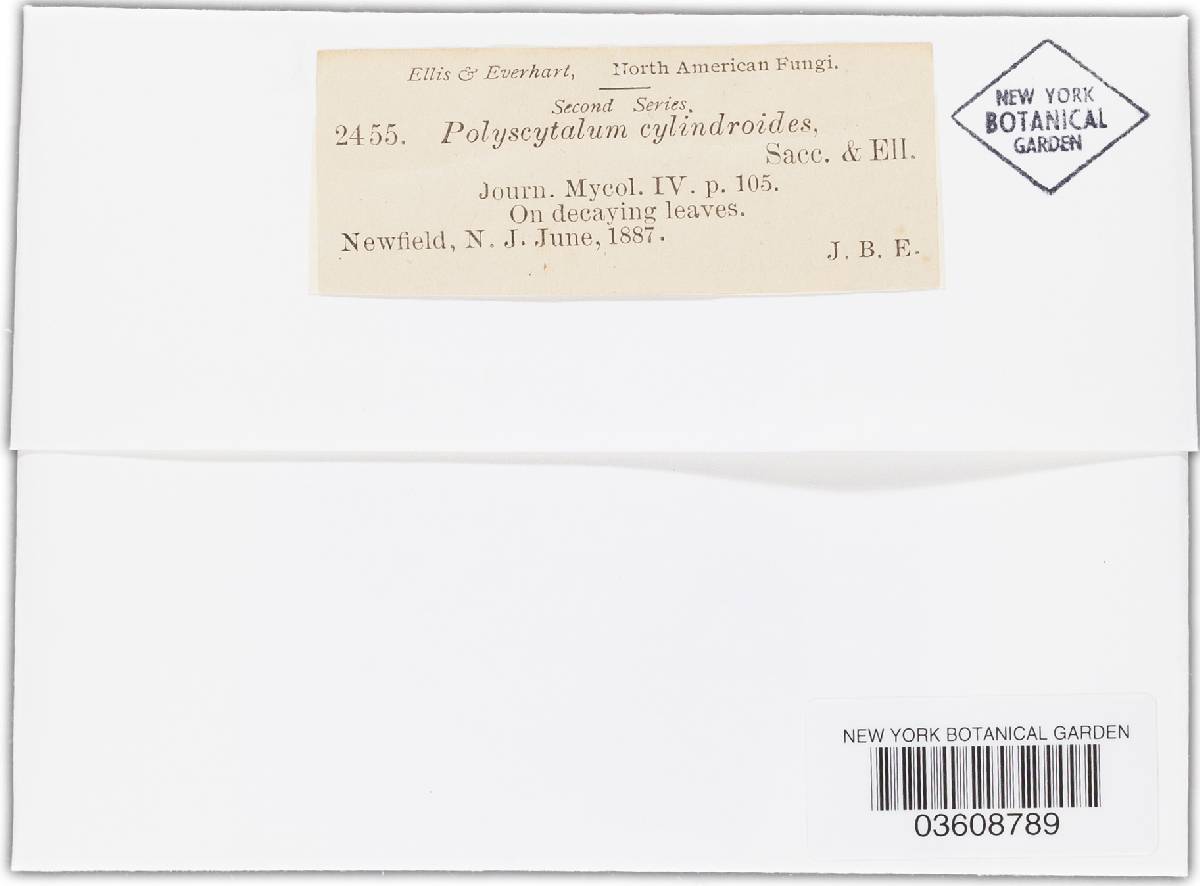 Ellis & Everhart, North American Fungi.
Second Series.
2455. Polyscytalum cylindroides,
Sacc. & Ell.
Journ. Mycol. IV. p. 105.
On decaying leaves.
Newfield, N. J. June, 1887.
J. B. E.
NEW YORK
BOTANICAL
GARDEN
NEW YORK BOTANICAL GARDEN
03608789